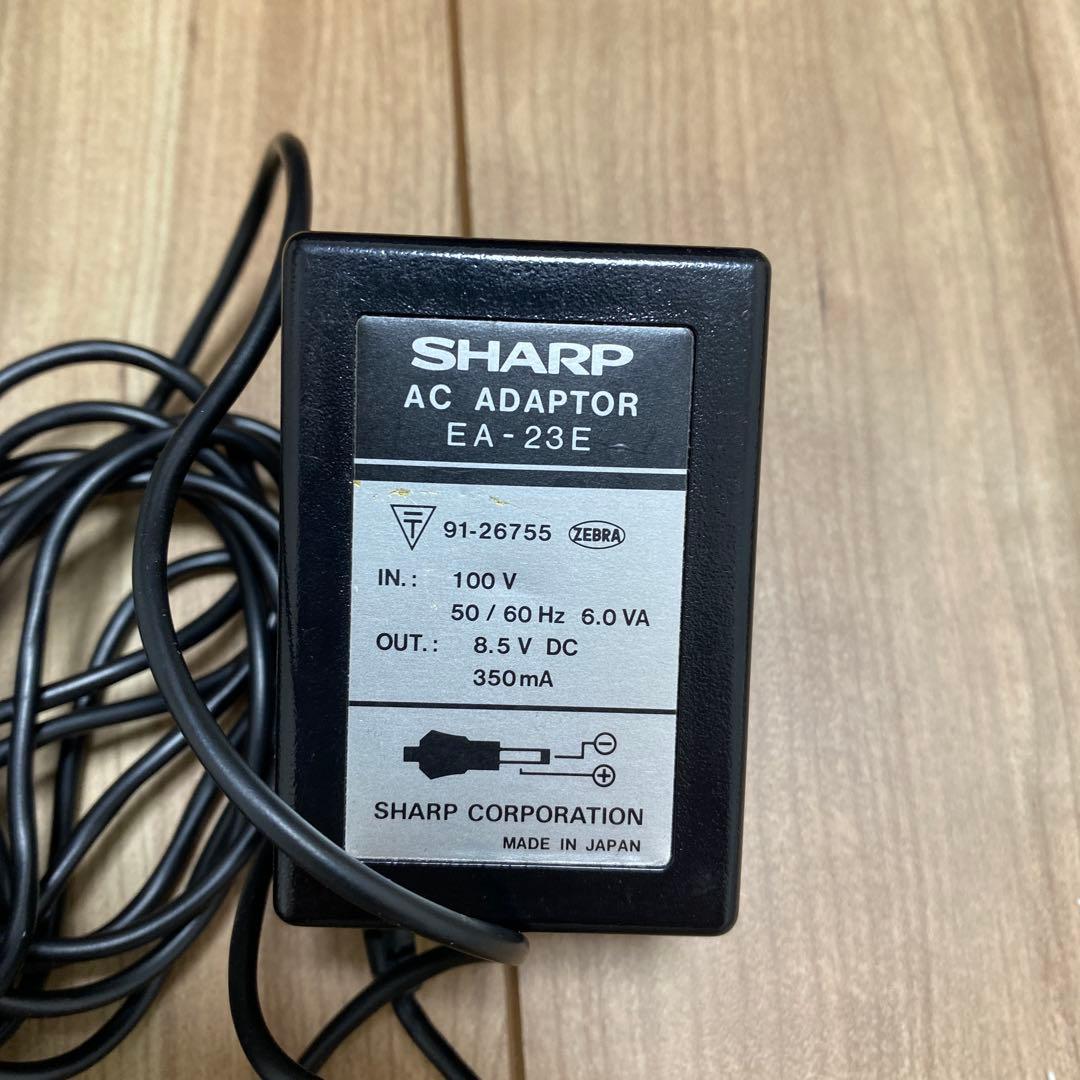 SHARP
AC ADAPTOR
EA-23E
〒 91-26755 ZEBRA
IN.: 100 V
50 / 60 Hz 6.0 VA
OUT.: 8.5 V DC
350mA
SHARP CORPORATION
MADE IN JAPAN